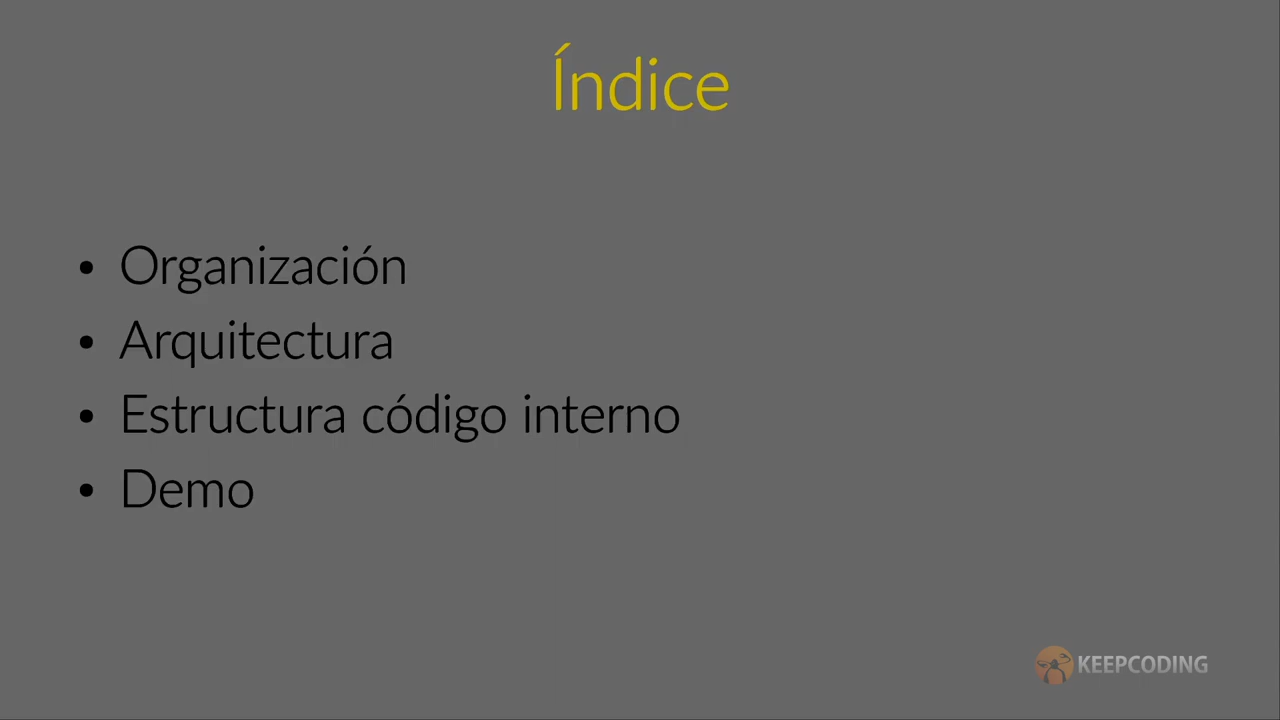 Índice
• Organización
• Arquitectura
• Estructura código interno
• Demo
KEEPCODING